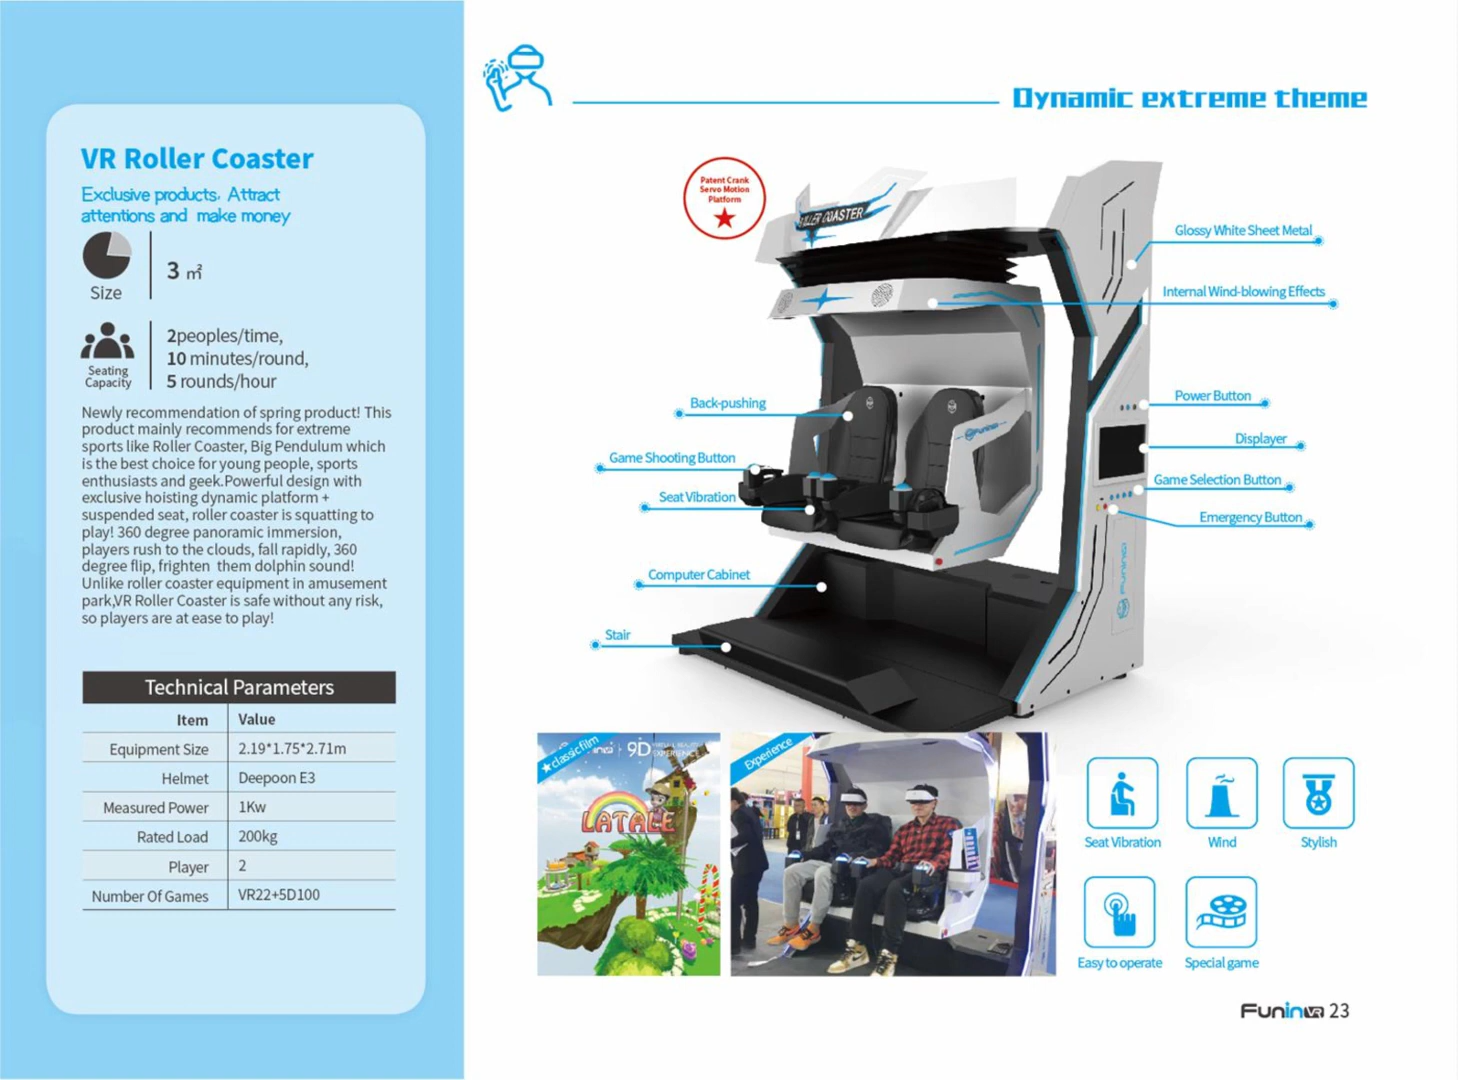 VR Roller Coaster
Exclusive products, Attract
attentions and make money
Size
3 ㎡
Seating
Capacity
2peoples/time,
10 minutes/round,
5 rounds/hour
Newly recommendation of spring product! This
product mainly recommends for extreme
sports like Roller Coaster, Big Pendulum which
is the best choice for young people, sports
enthusiasts and geek.Powerful design with
exclusive hoisting dynamic platform +
suspended seat, roller coaster is squatting to
play! 360 degree panoramic immersion,
players rush to the clouds, fall rapidly, 360
degree flip, frighten them dolphin sound!
Unlike roller coaster equipment in amusement
park,VR Roller Coaster is safe without any risk,
so players are at ease to play!
Technical Parameters
Item Value
Equipment Size 2.19*1.75*2.71m
Helmet Deepoon E3
Measured Power 1Kw
Rated Load 200kg
Player 2
Number Of Games VR22+5D100
Dynamic extreme theme
Patent Crank
Servo Motion
Platform
COASTER
Glossy White Sheet Metal
Internal Wind-blowing Effects
Back-pushing
Power Button
Game Shooting Button
Displayer
Seat Vibration
Game Selection Button
Emergency Button
Computer Cabinet
Stair
FuninVR
FuninVR
classic film
9D
VIRTUAL REALITY
EXPERIENCE
LATALE
Experience
Seat Vibration
Wind
Stylish
Easy to operate
Special game
FuninVR 23